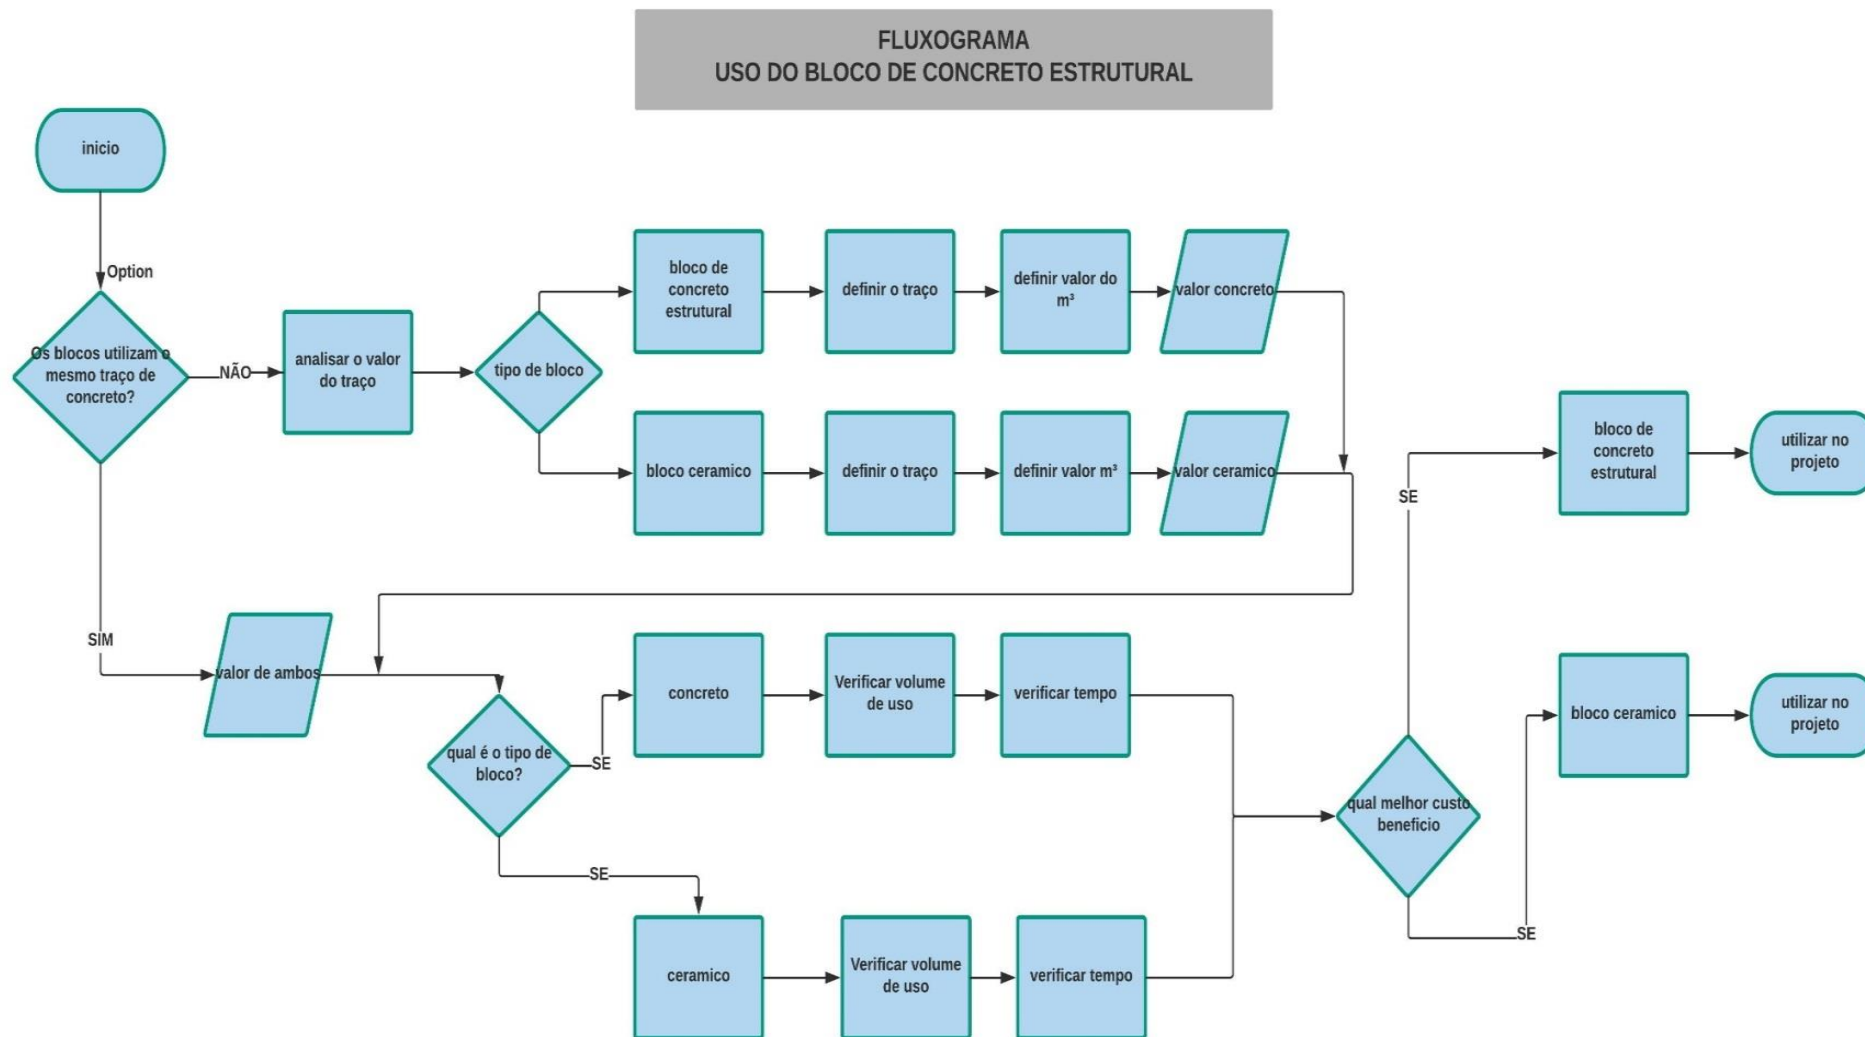 FLUXOGRAMA
USO DO BLOCO DE CONCRETO ESTRUTURAL
inicio
Option
Os blocos utilizam o
mesmo traço de
concreto?
NÃO
analisar o valor
do traço
tipo de bloco
bloco de
concreto
estrutural
definir o traço
definir valor do
m³
valor concreto
bloco ceramico
definir o traço
definir valor m³
valor ceramico
SIM
valor de ambos
qual é o tipo de
bloco?
SE
concreto
Verificar volume
de uso
verificar tempo
SE
ceramico
Verificar volume
de uso
verificar tempo
qual melhor custo
beneficio
SE
bloco de
concreto
estrutural
utilizar no
projeto
SE
bloco ceramico
utilizar no
projeto